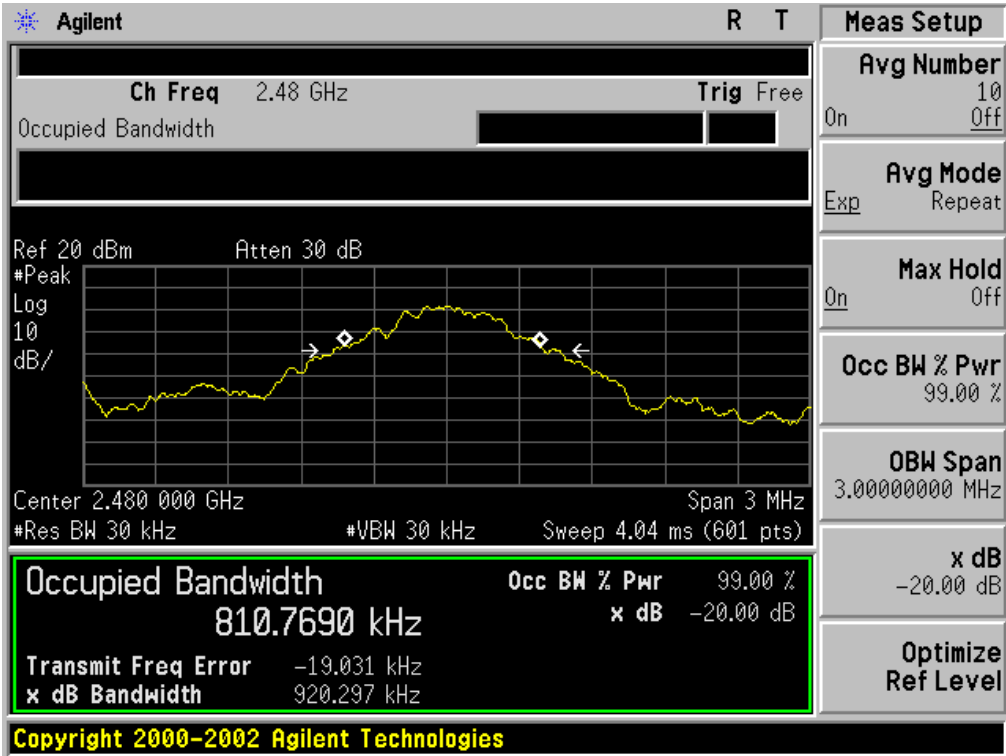 Agilent R T
Meas Setup
Ch Freq 2.48 GHz Trig Free
Occupied Bandwidth
Ref 20 dBm Atten 30 dB
#Peak
Log
10
dB/
Center 2.480 000 GHz Span 3 MHz
#Res BW 30 kHz #VBW 30 kHz Sweep 4.04 ms (601 pts)
Occupied Bandwidth Occ BW % Pwr 99.00 %
810.7690 kHz x dB -20.00 dB
Transmit Freq Error -19.031 kHz
x dB Bandwidth 920.297 kHz
Avg Number
10
On Off
Avg Mode
Exp Repeat
Max Hold
On Off
Occ BW % Pwr
99.00 %
OBW Span
3.00000000 MHz
x dB
-20.00 dB
Optimize
Ref Level
Copyright 2000-2002 Agilent Technologies